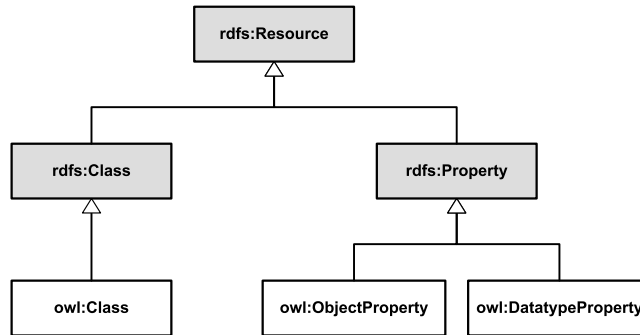 rdfs:Resource
rdfs:Class
rdfs:Property
owl:Class
owl:ObjectProperty
owl:DatatypeProperty